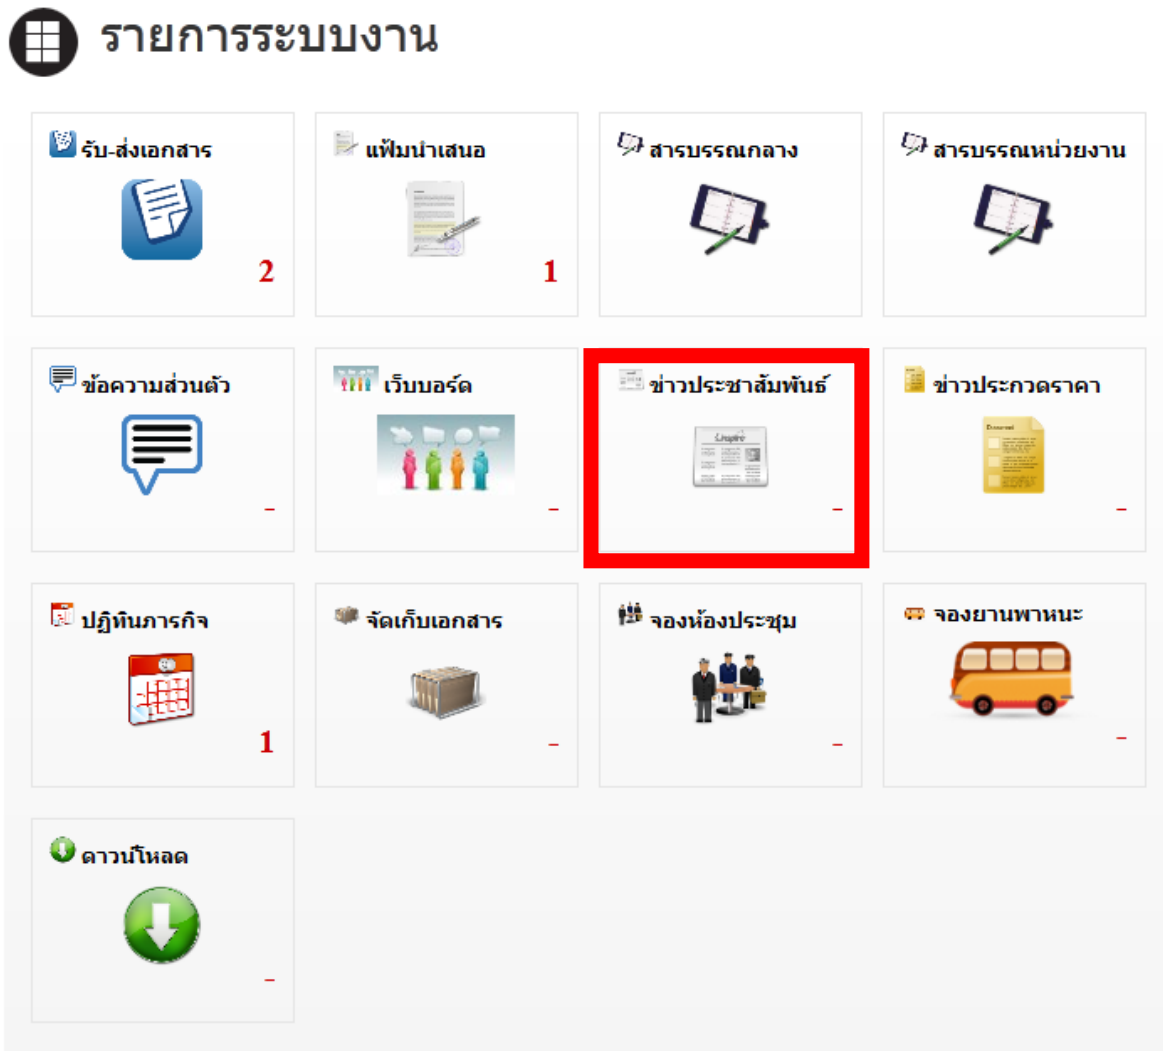 รายการระบบงาน
รับ-ส่งเอกสาร
2
แฟ้มนำเสนอ
1
สารบรรณกลาง
สารบรรณหน่วยงาน
ข้อความส่วนตัว
-
เว็บบอร์ด
-
ข่าวประชาสัมพันธ์
-
ข่าวประกวดราคา
-
ปฏิทินภารกิจ
1
จัดเก็บเอกสาร
-
จองห้องประชุม
-
จองยานพาหนะ
-
ดาวน์โหลด
-